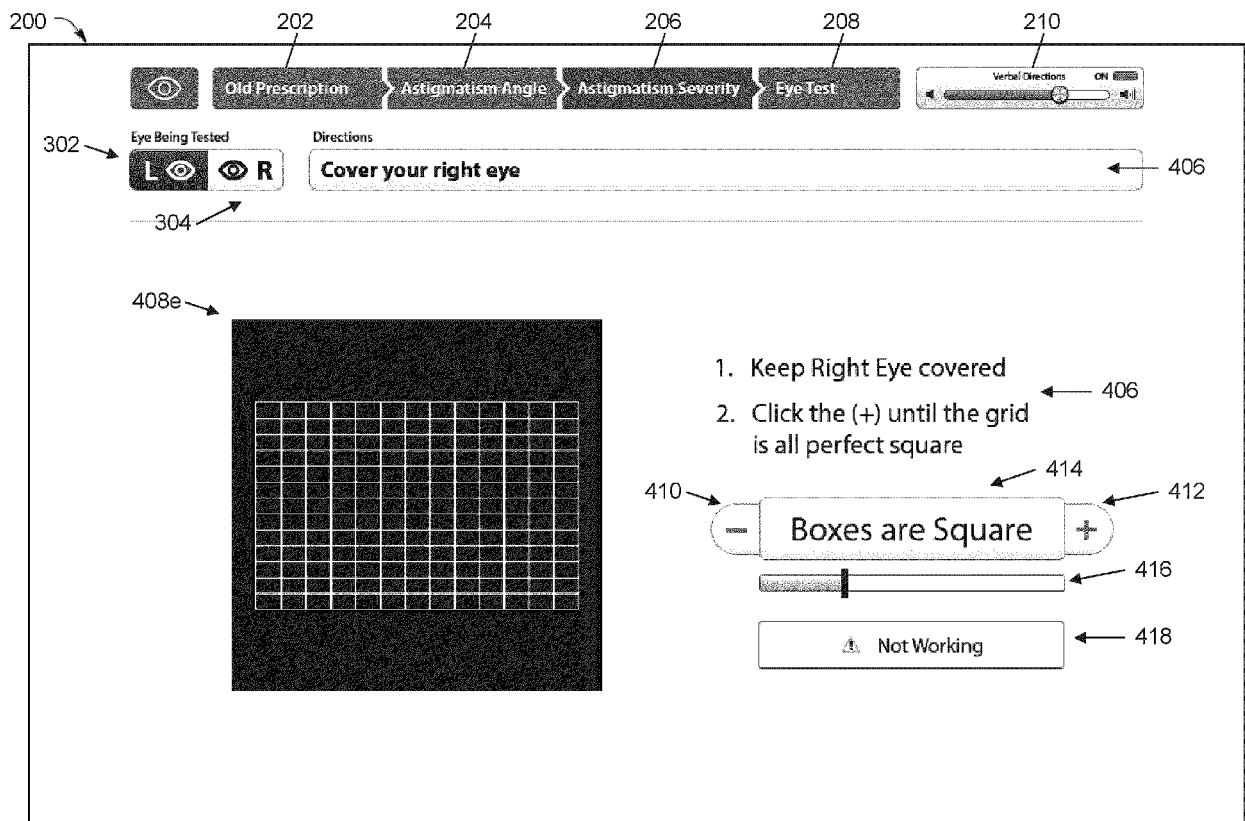 200
202
204
206
208
210
Old Prescription
Astigmatism Angle
Astigmatism Severity
Eye Test
Verbal Directions
ON
Eye Being Tested
Directions
302
L
R
Cover your right eye
406
304
408e
1. Keep Right Eye covered
406
2. Click the (+) until the grid
is all perfect square
414
410
412
− Boxes are Square +
416
Not Working
418